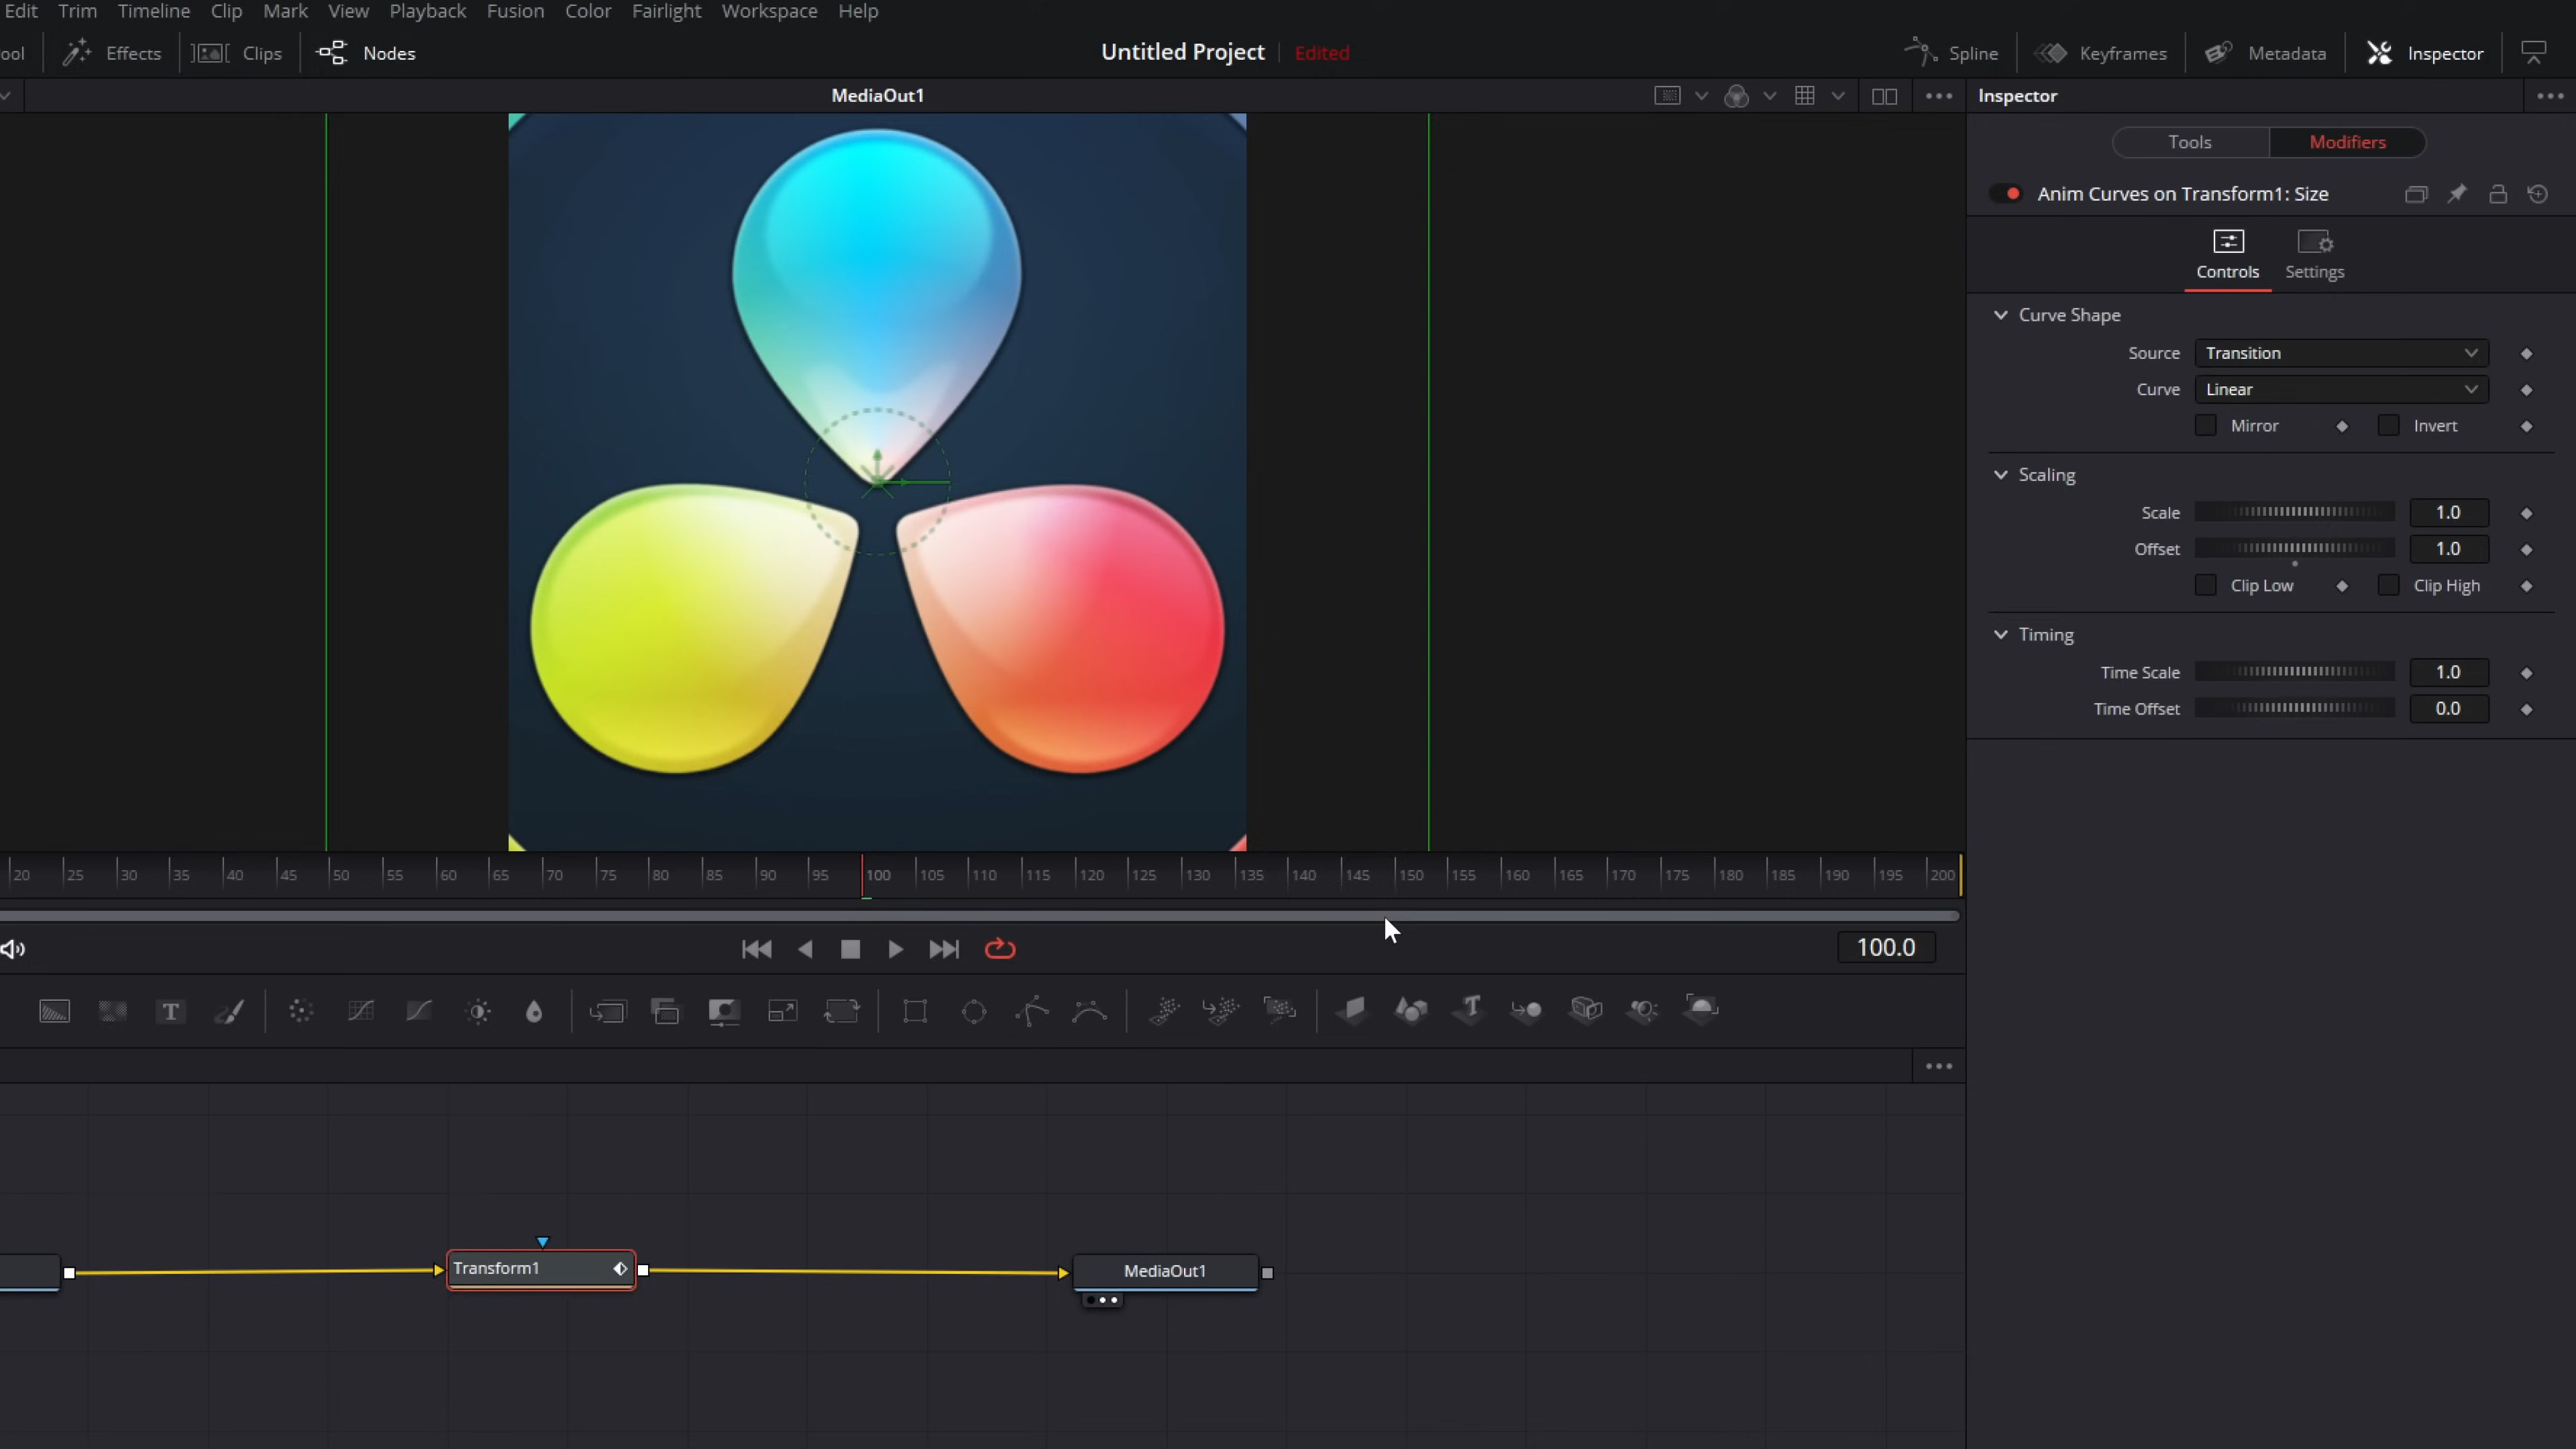 Edit Trim Timeline Clip Mark View Playback Fusion Color Fairlight Workspace Help
ool Effects Clips Nodes Untitled Project Edited Spline Keyframes Metadata Inspector
MediaOut1 Inspector
Tools Modifiers
Anim Curves on Transform1: Size
Controls Settings
Curve Shape
Source Transition
Curve Linear
Mirror Invert
Scaling
Scale 1.0
Offset 1.0
Clip Low Clip High
Timing
Time Scale 1.0
Time Offset 0.0
20 25 30 35 40 45 50 55 60 65 70 75 80 85 90 95 100 105 110 115 120 125 130 135 140 145 150 155 160 165 170 175 180 185 190 195 200
100.0
T
Transform1 MediaOut1